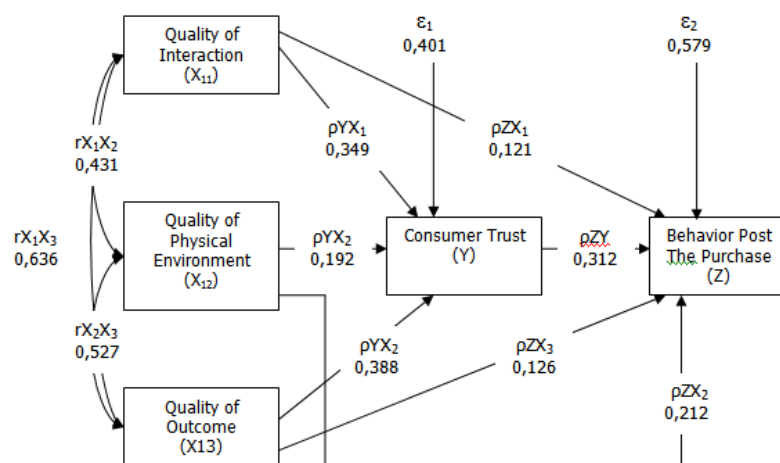 Quality of
Interaction
(X₁₁)
ε₁
0,401
ε₂
0,579
rX₁X₂
0,431
ρYX₁
0,349
ρZX₁
0,121
rX₁X₃
0,636
Quality of
Physical
Environment
(X₁₂)
ρYX₂
0,192
Consumer Trust
(Y)
ρZY
0,312
Behavior Post
The Purchase
(Z)
rX₂X₃
0,527
ρYX₂
0,388
ρZX₃
0,126
ρZX₂
0,212
Quality of
Outcome
(X13)